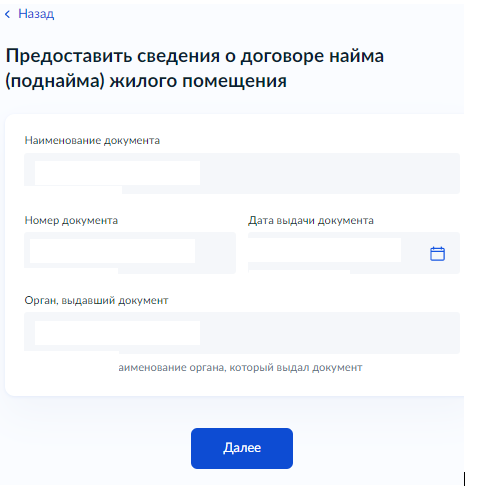 Назад
Предоставить сведения о договоре найма
(поднайма) жилого помещения
Наименование документа
Номер документа
Дата выдачи документа
Орган, выдавший документ
аименование органа, который выдал документ
Далее